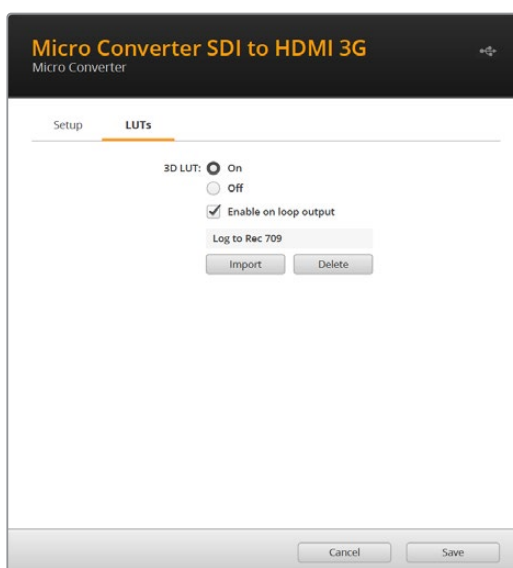 Micro Converter SDI to HDMI 3G
Micro Converter
Setup LUTs
3D LUT: On
Off
Enable on loop output
Log to Rec 709
Import Delete
Cancel Save